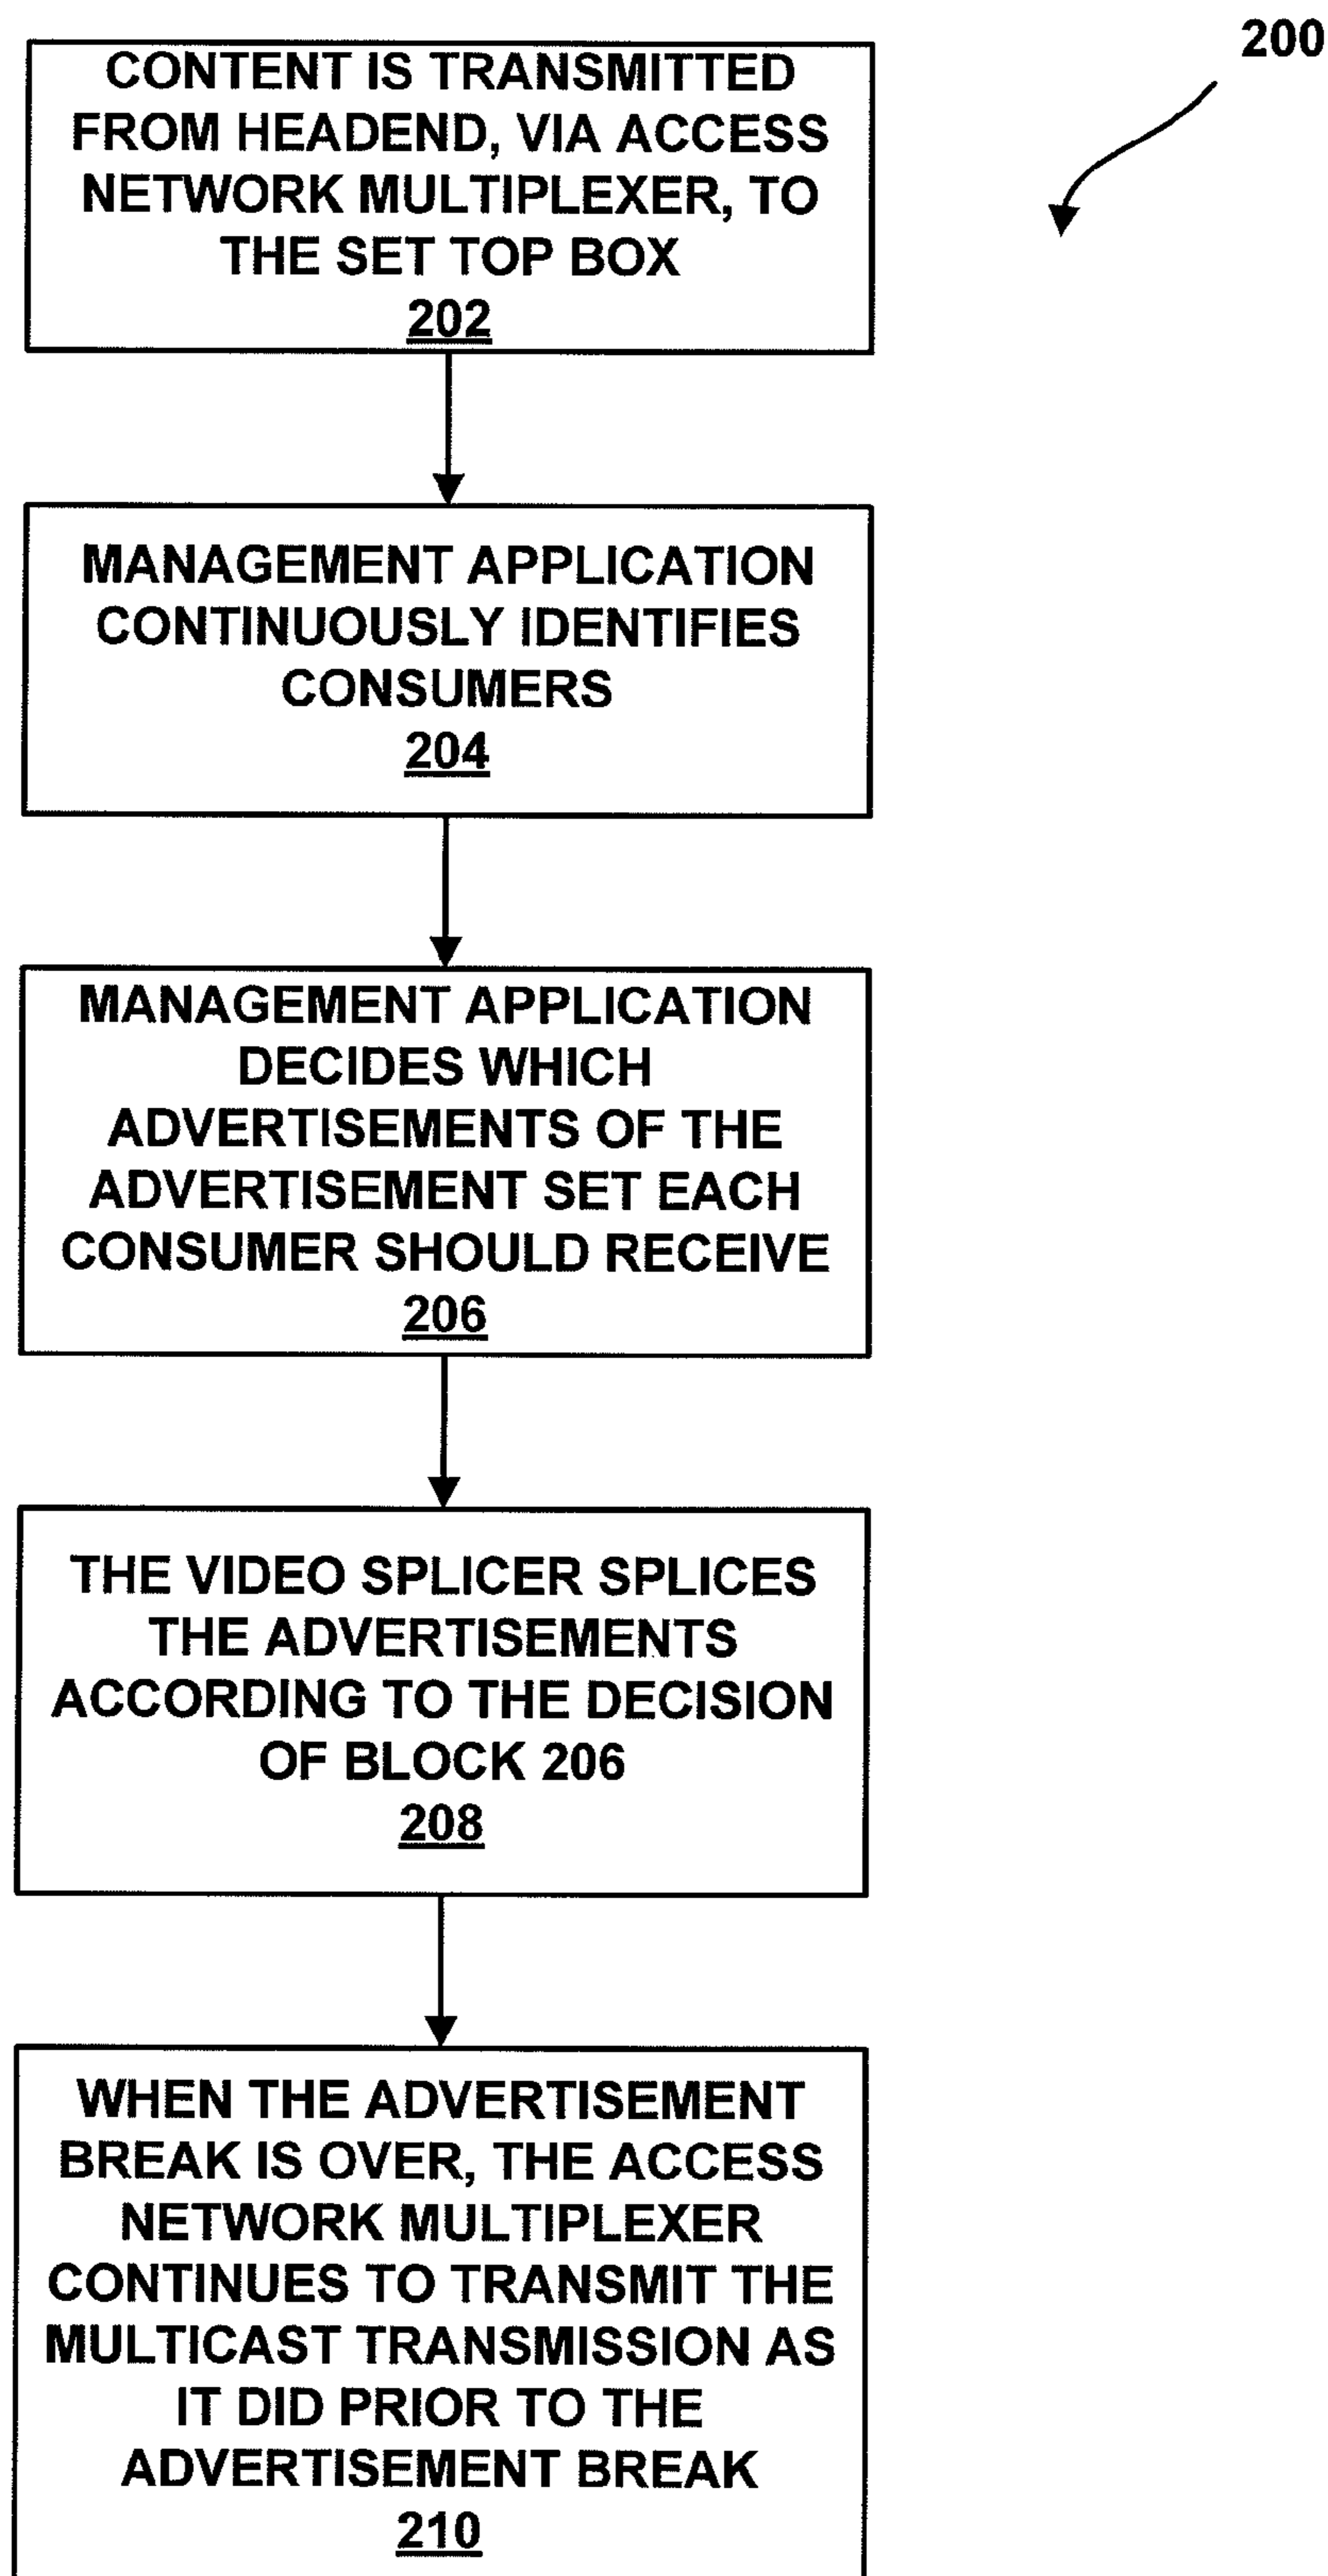 200
CONTENT IS TRANSMITTED
FROM HEADEND, VIA ACCESS
NETWORK MULTIPLEXER, TO
THE SET TOP BOX
202
MANAGEMENT APPLICATION
CONTINUOUSLY IDENTIFIES
CONSUMERS
204
MANAGEMENT APPLICATION
DECIDES WHICH
ADVERTISEMENTS OF THE
ADVERTISEMENT SET EACH
CONSUMER SHOULD RECEIVE
206
THE VIDEO SPLICER SPLICES
THE ADVERTISEMENTS
ACCORDING TO THE DECISION
OF BLOCK 206
208
WHEN THE ADVERTISEMENT
BREAK IS OVER, THE ACCESS
NETWORK MULTIPLEXER
CONTINUES TO TRANSMIT THE
MULTICAST TRANSMISSION AS
IT DID PRIOR TO THE
ADVERTISEMENT BREAK
210